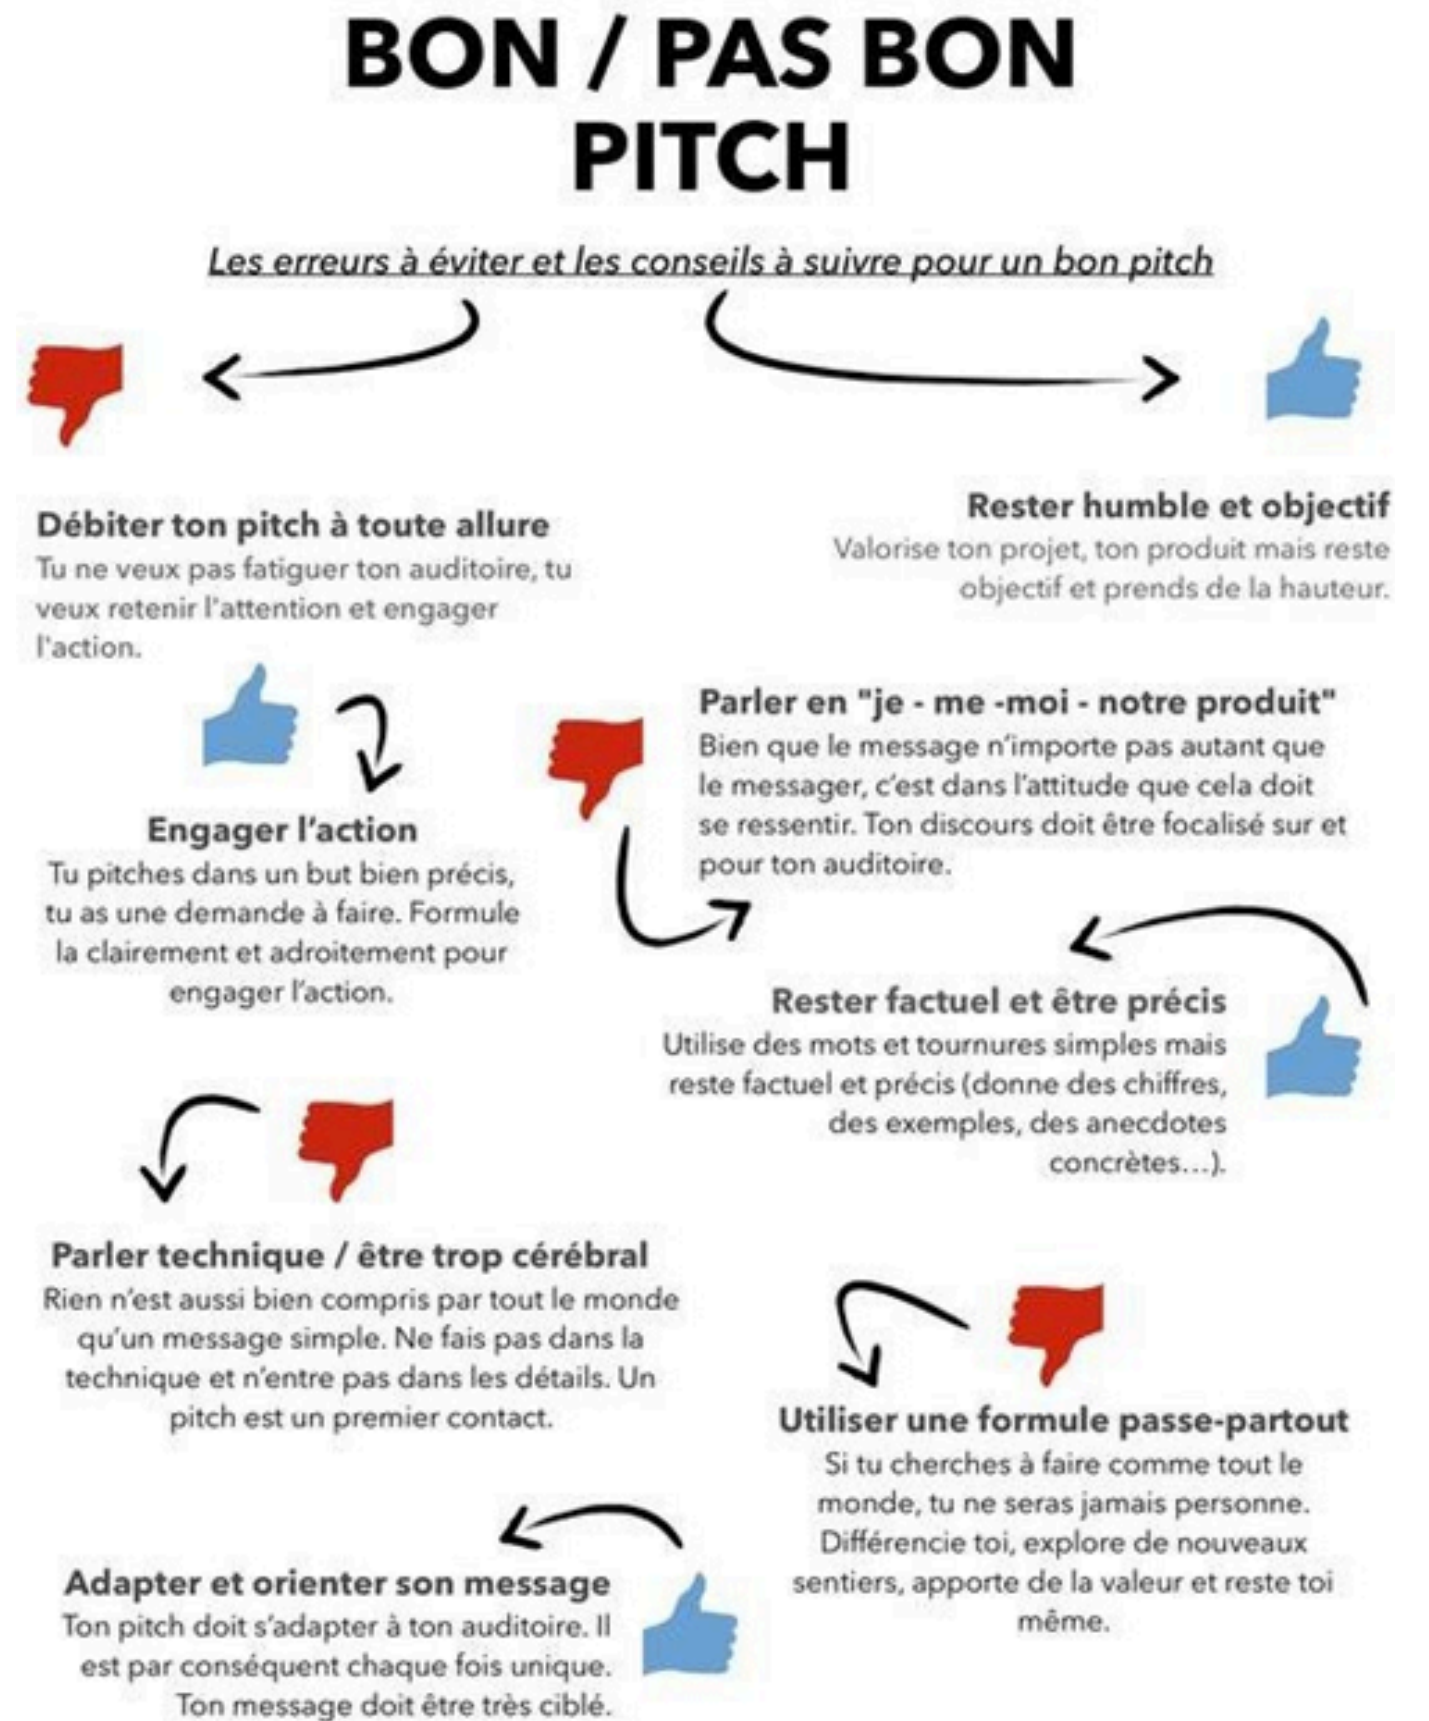 BON / PAS BON
PITCH
Les erreurs à éviter et les conseils à suivre pour un bon pitch
Débiter ton pitch à toute allure
Tu ne veux pas fatiguer ton auditoire, tu
veux retenir l'attention et engager
l'action.
Rester humble et objectif
Valorise ton projet, ton produit mais reste
objectif et prends de la hauteur.
Engager l'action
Tu pitches dans un but bien précis,
tu as une demande à faire. Formule
la clairement et adroitement pour
engager l'action.
Parler en "je - me -moi - notre produit"
Bien que le message n'importe pas autant que
le messager, c'est dans l'attitude que cela doit
se ressentir. Ton discours doit être focalisé sur et
pour ton auditoire.
Rester factuel et être précis
Utilise des mots et tournures simples mais
reste factuel et précis (donne des chiffres,
des exemples, des anecdotes
concrètes...).
Parler technique / être trop cérébral
Rien n'est aussi bien compris par tout le monde
qu'un message simple. Ne fais pas dans la
technique et n'entre pas dans les détails. Un
pitch est un premier contact.
Utiliser une formule passe-partout
Si tu cherches à faire comme tout le
monde, tu ne seras jamais personne.
Différencie toi, explore de nouveaux
sentiers, apporte de la valeur et reste toi
même.
Adapter et orienter son message
Ton pitch doit s'adapter à ton auditoire. Il
est par conséquent chaque fois unique.
Ton message doit être très ciblé.